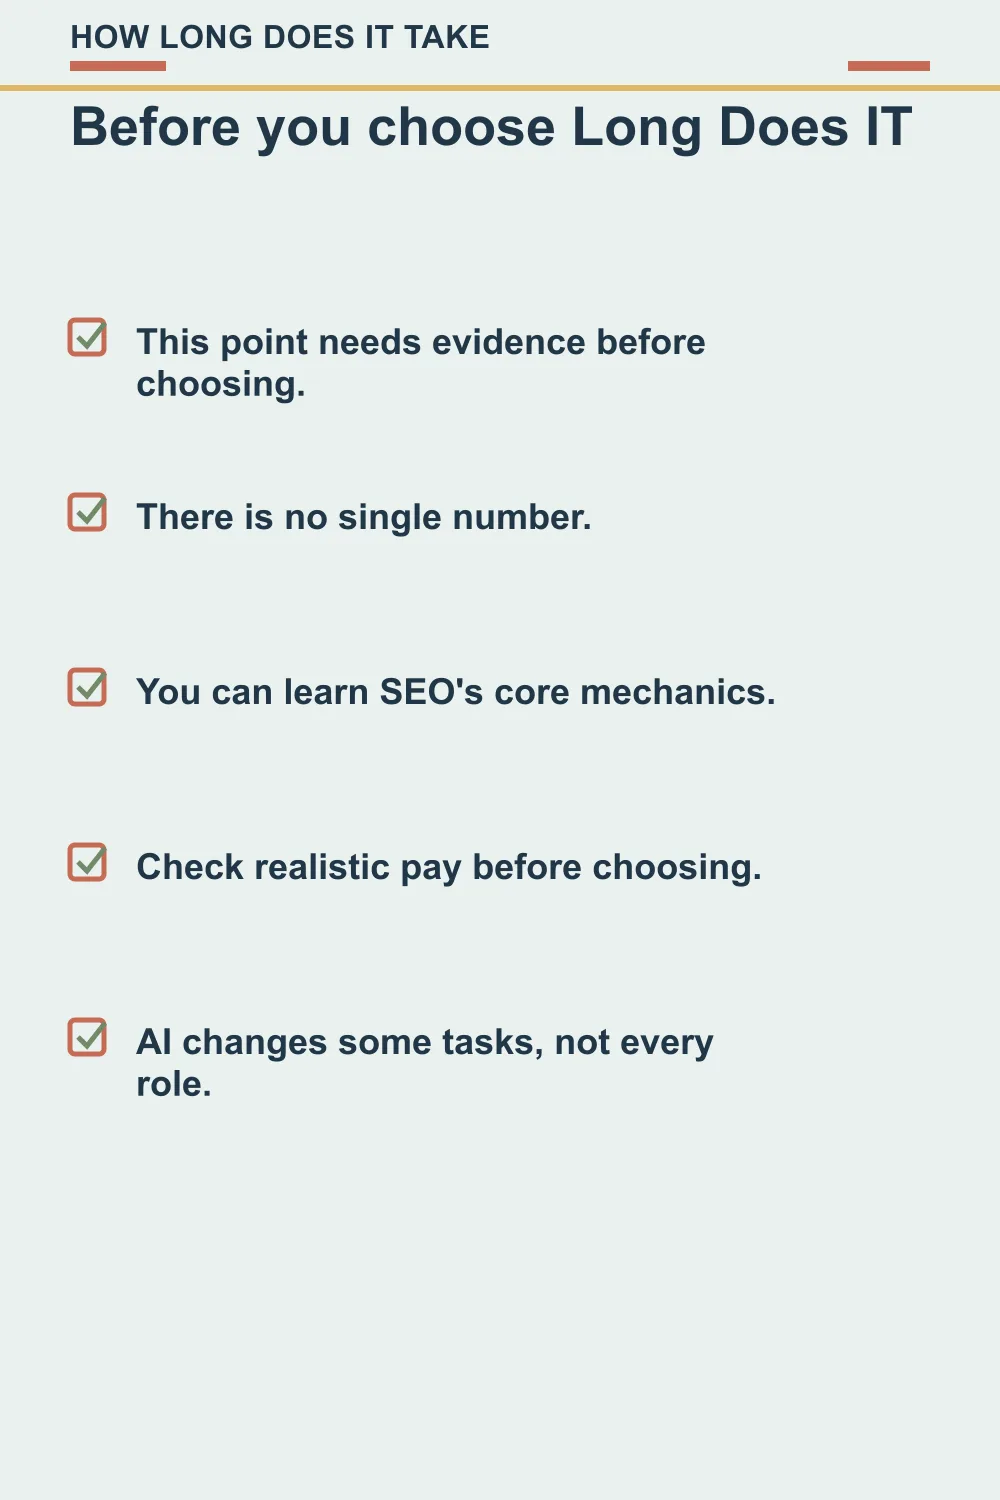 HOW LONG DOES IT TAKE
Before you choose Long Does IT
This point needs evidence before
choosing.
There is no single number.
You can learn SEO's core mechanics.
Check realistic pay before choosing.
AI changes some tasks, not every
role.